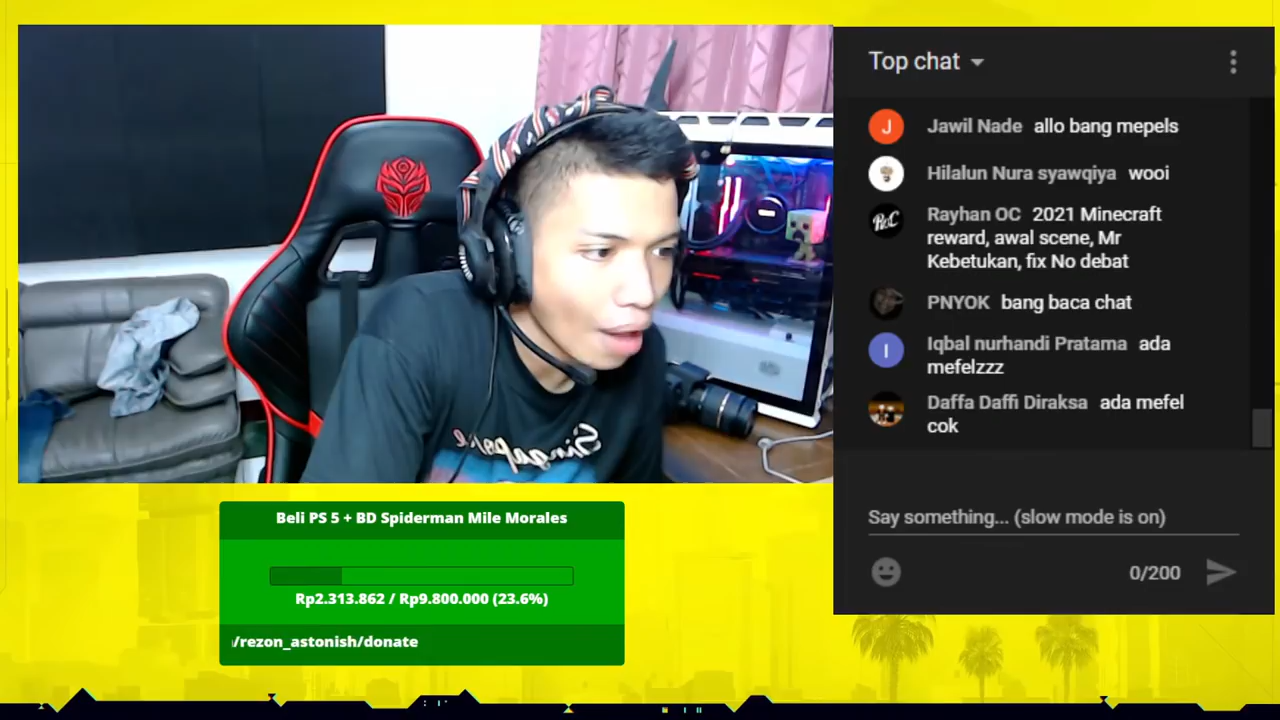 Top chat
Jawil Nade allo bang mepels
Hilalun Nura syawqiya wooi
Rayhan OC 2021 Minecraft
reward, awal scene, Mr
Kebetukan, fix No debat
PNYOK bang baca chat
Iqbal nurhandi Pratama ada
mefelzzz
Daffa Daffi Diraksa ada mefel
cok
Say something... (slow mode is on)
0/200
Singapore
Beli PS 5 + BD Spiderman Mile Morales
Rp2.313.862 / Rp9.800.000 (23.6%)
/rezon_astonish/donate